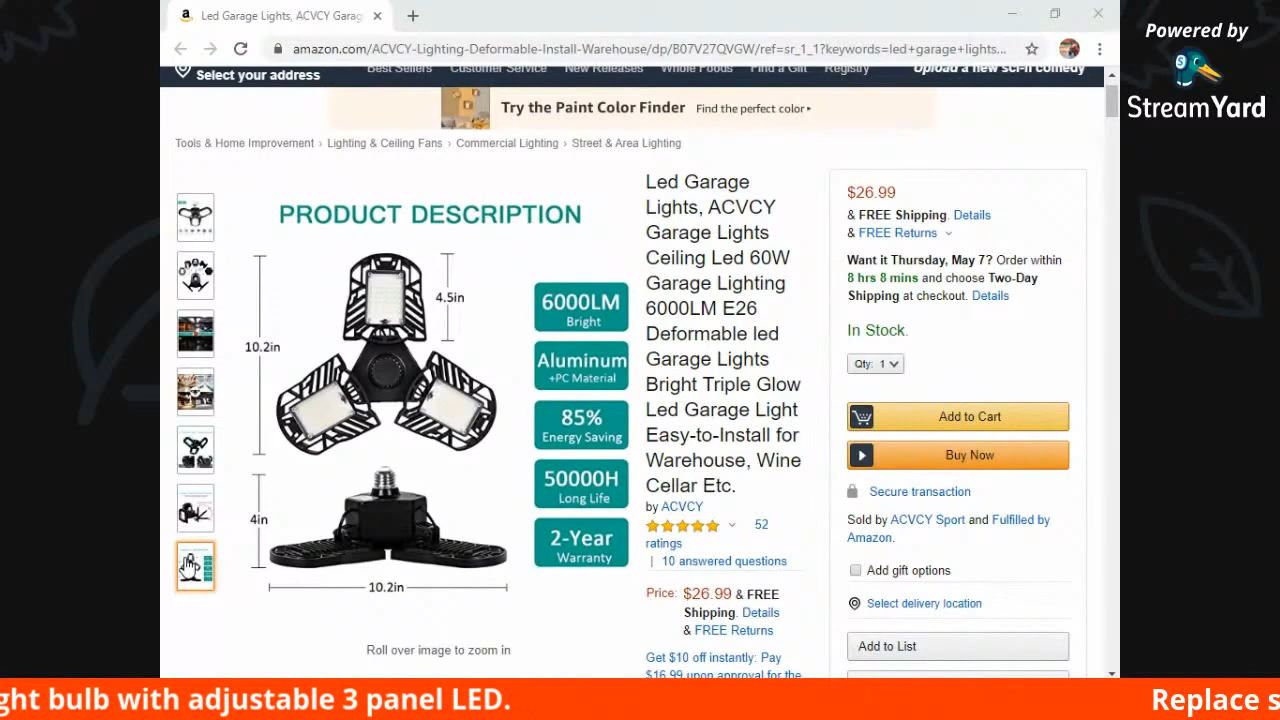 Led Garage Lights, ACVCY Garag
amazon.com/ACVCY-Lighting-Deformable-Install-Warehouse/dp/B07V27QVGW/ref=sr_1_1?keywords=led+garage+lights...
Powered by
StreamYard
Select your address
Best Sellers Customer Service New Releases Whole Foods Find a Gift Registry
Upload a new sci-fi comedy
Try the Paint Color Finder Find the perfect color
Tools & Home Improvement › Lighting & Ceiling Fans › Commercial Lighting › Street & Area Lighting
PRODUCT DESCRIPTION
4.5in
10.2in
4in
10.2in
6000LM
Bright
Aluminum
+PC Material
85%
Energy Saving
50000H
Long Life
2-Year
Warranty
Roll over image to zoom in
Led Garage
Lights, ACVCY
Garage Lights
Ceiling Led 60W
Garage Lighting
6000LM E26
Deformable led
Garage Lights
Bright Triple Glow
Led Garage Light
Easy-to-Install for
Warehouse, Wine
Cellar Etc.
by ACVCY
52
ratings
| 10 answered questions
Price: $26.99 & FREE
Shipping. Details
& FREE Returns
Get $10 off instantly: Pay
$16.99 upon approval for the
$26.99
& FREE Shipping. Details
& FREE Returns
Want it Thursday, May 7? Order within
8 hrs 8 mins and choose Two-Day
Shipping at checkout. Details
In Stock.
Qty: 1
Add to Cart
Buy Now
Secure transaction
Sold by ACVCY Sport and Fulfilled by
Amazon.
Add gift options
Select delivery location
Add to List
ght bulb with adjustable 3 panel LED.
Replace s